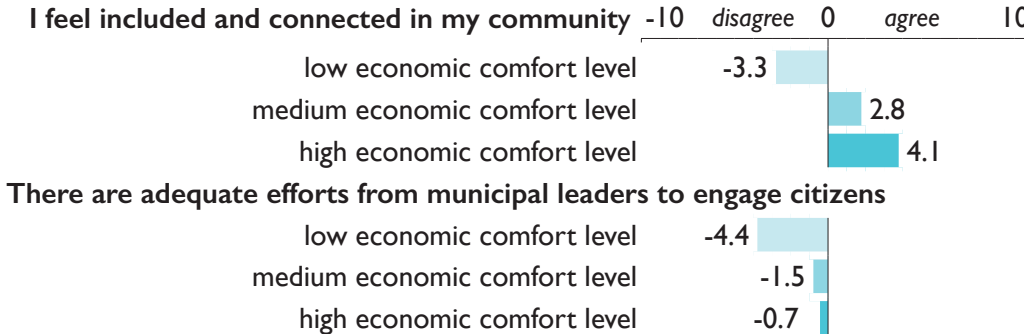 I feel included and connected in my community -10 disagree 0 agree 10
low economic comfort level -3.3
medium economic comfort level 2.8
high economic comfort level 4.1
There are adequate efforts from municipal leaders to engage citizens
low economic comfort level -4.4
medium economic comfort level -1.5
high economic comfort level -0.7